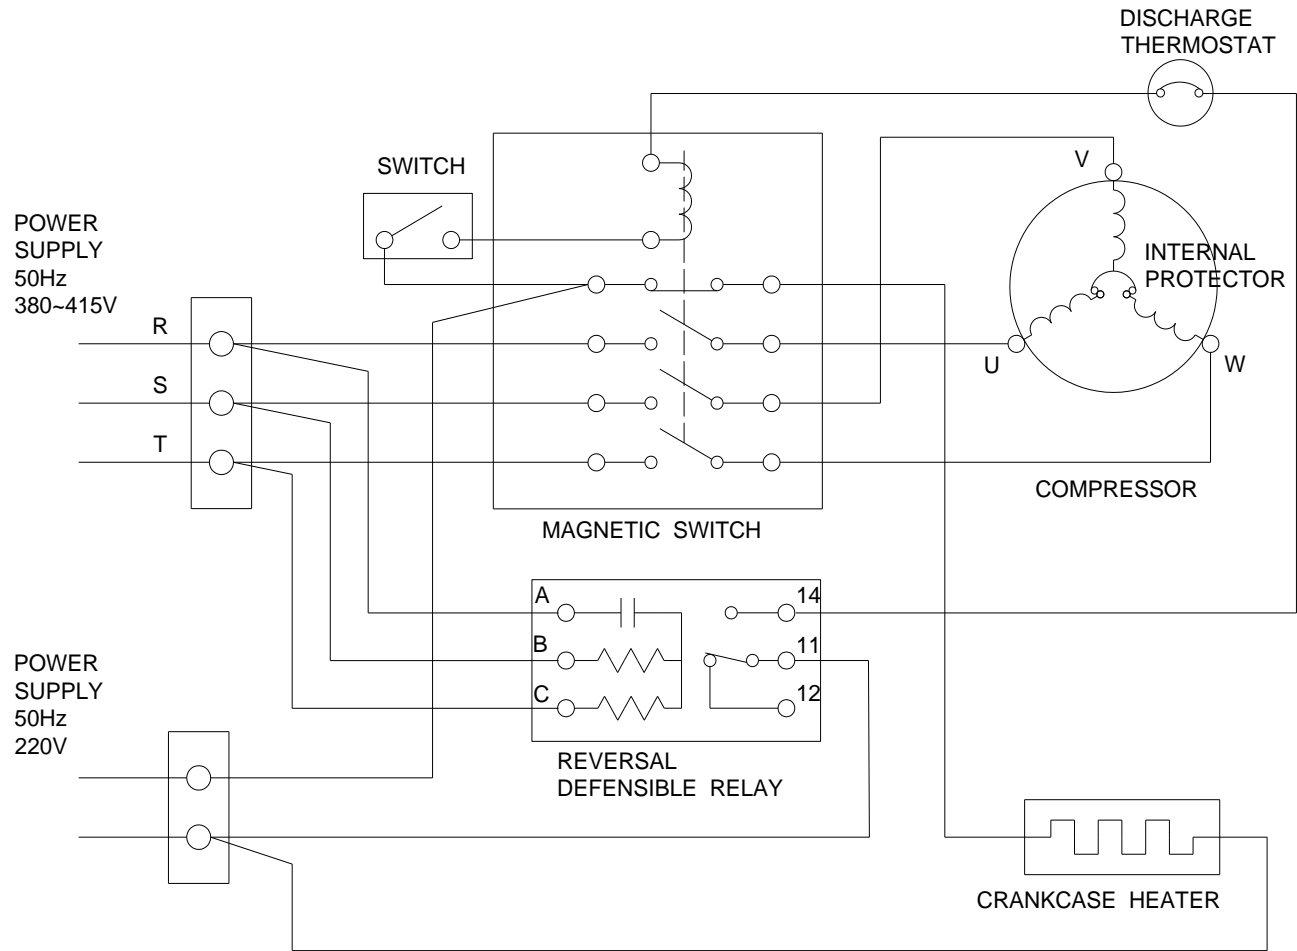 DISCHARGE
THERMOSTAT
SWITCH
V
POWER
SUPPLY
50Hz
380~415V
INTERNAL
PROTECTOR
R
U
W
S
T
COMPRESSOR
MAGNETIC SWITCH
A
14
B
11
C
12
POWER
SUPPLY
50Hz
220V
REVERSAL
DEFENSIBLE RELAY
CRANKCASE HEATER